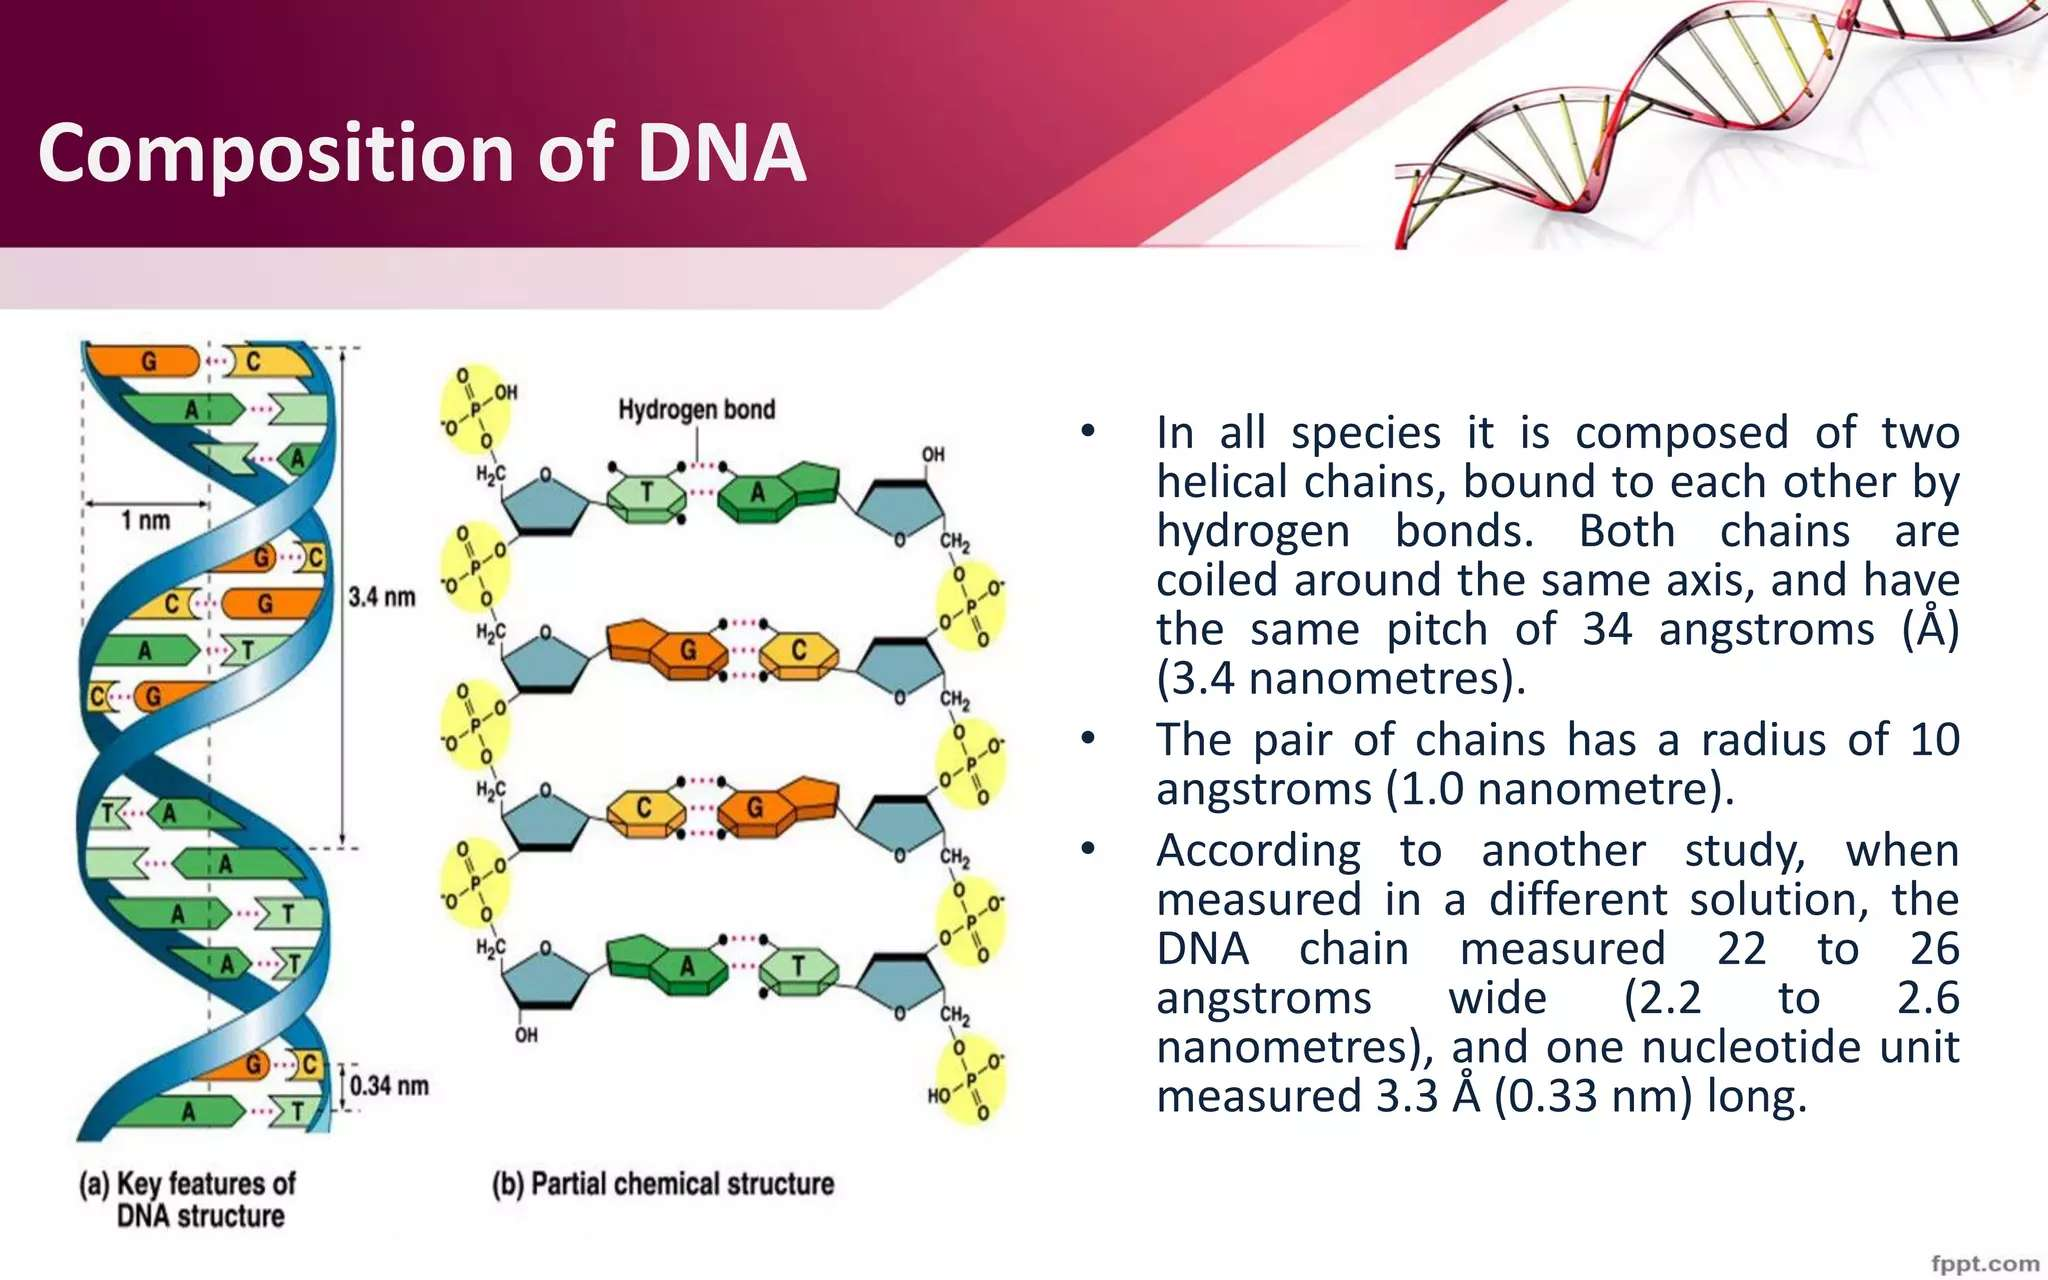 Composition of DNA
G C
A
A
1 nm
G C
C G
A T
C G
3.4 nm
T A
A
A T
A T
G C
0.34 nm
A T
(a) Key features of
DNA structure
Hydrogen bond
O
P OH
-O
O
H2C
O
T A
OH
O
CH2
O
P O
-O
O
H2C
O
G C
O
O O-
P
O
O
CH2
O
P O
-O
O
H2C
O
C G
O
O O-
P
O
O
CH2
O
P O
-O
O
H2C
O
A T
O
O O-
P
O
O
CH2
OH
O
O-
HO P
O
(b) Partial chemical structure
• In all species it is composed of two
helical chains, bound to each other by
hydrogen bonds. Both chains are
coiled around the same axis, and have
the same pitch of 34 angstroms (Å)
(3.4 nanometres).
• The pair of chains has a radius of 10
angstroms (1.0 nanometre).
• According to another study, when
measured in a different solution, the
DNA chain measured 22 to 26
angstroms wide (2.2 to 2.6
nanometres), and one nucleotide unit
measured 3.3 Å (0.33 nm) long.
fppt.com